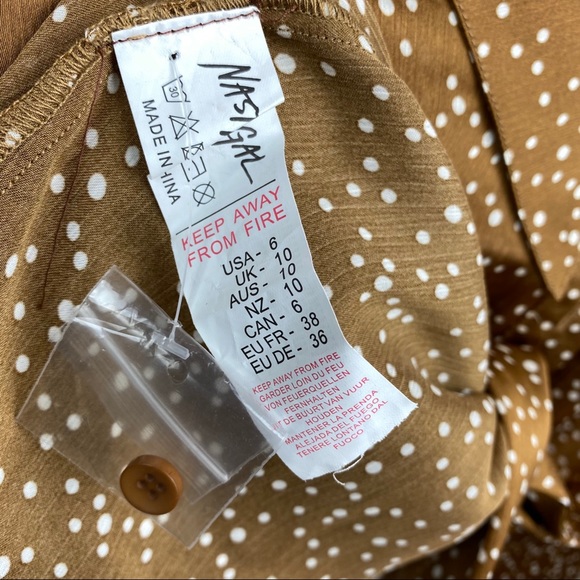 NASIGAL
30
MADE IN CHINA
KEEP AWAY
FROM FIRE
USA- 6
UK- 10
AUS- 10
NZ- 10
CAN- 6
EU FR- 38
EU DE- 36
KEEP AWAY FROM FIRE
GARDER LOIN DU FEU
VON FEUERQUELLEN
FERNHALTEN
UIT DE BUURT VAN VUUR
HOUDEN
MANTENER LA PRENDA
ALEJADA DEL FUEGO
TENERE LONTANO DAL
FUOCO